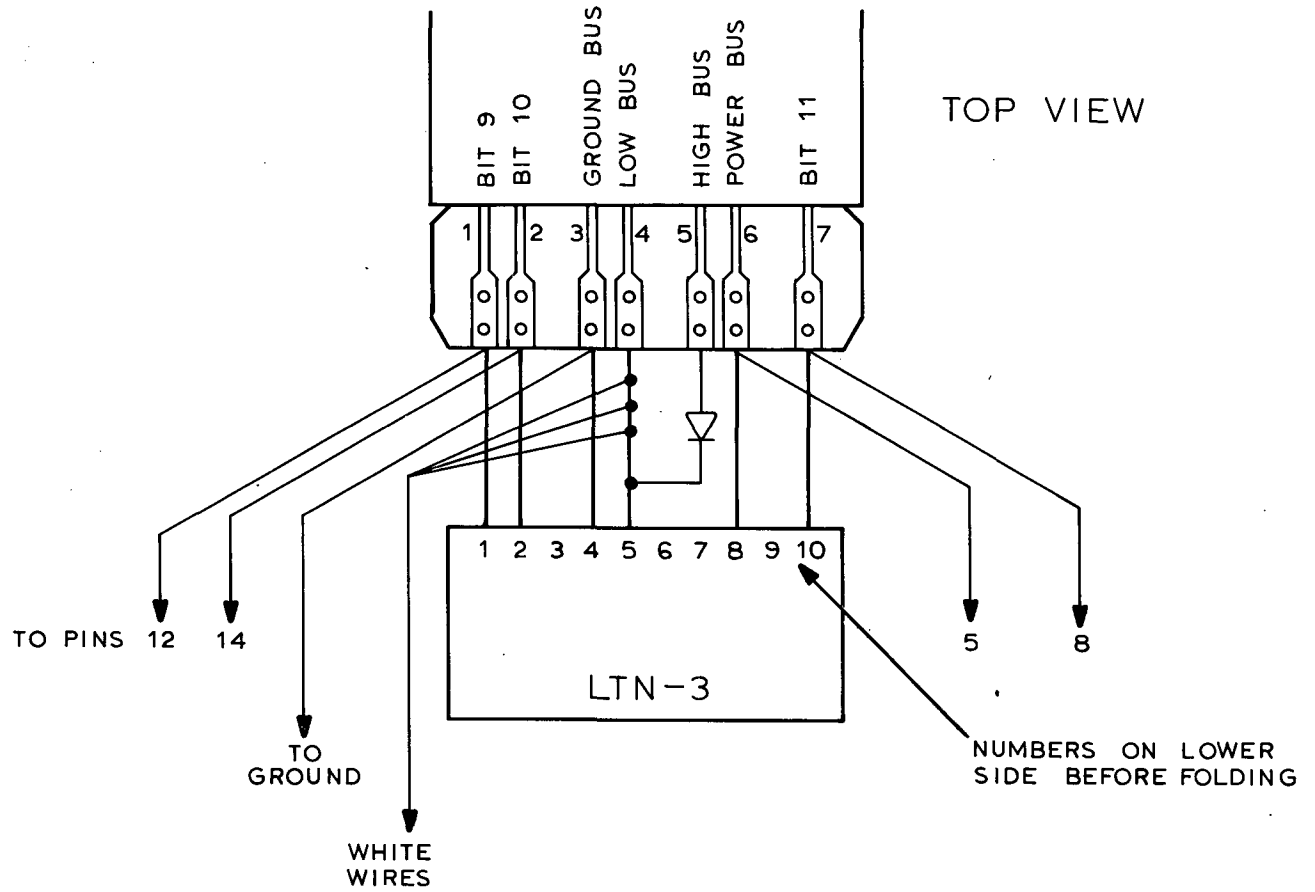 BIT 9
BIT 10
GROUND BUS
LOW BUS
HIGH BUS
POWER BUS
BIT 11
TOP VIEW
1 2 3 4 5 6 7
1 2 3 4 5 6 7 8 9 10
TO PINS 12 14
5 8
LTN-3
TO
GROUND
NUMBERS ON LOWER
SIDE BEFORE FOLDING
WHITE
WIRES